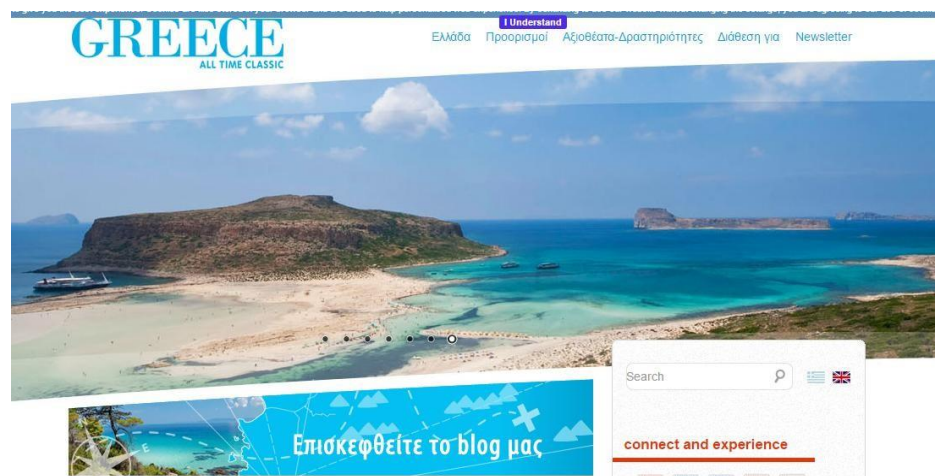 I Understand
GREECE
ALL TIME CLASSIC
Ελλάδα Προορισμοί Αξιοθέατα-Δραστηριότητες Διάθεση για Newsletter
Search
Επισκεφθείτε το blog μας
connect and experience
E